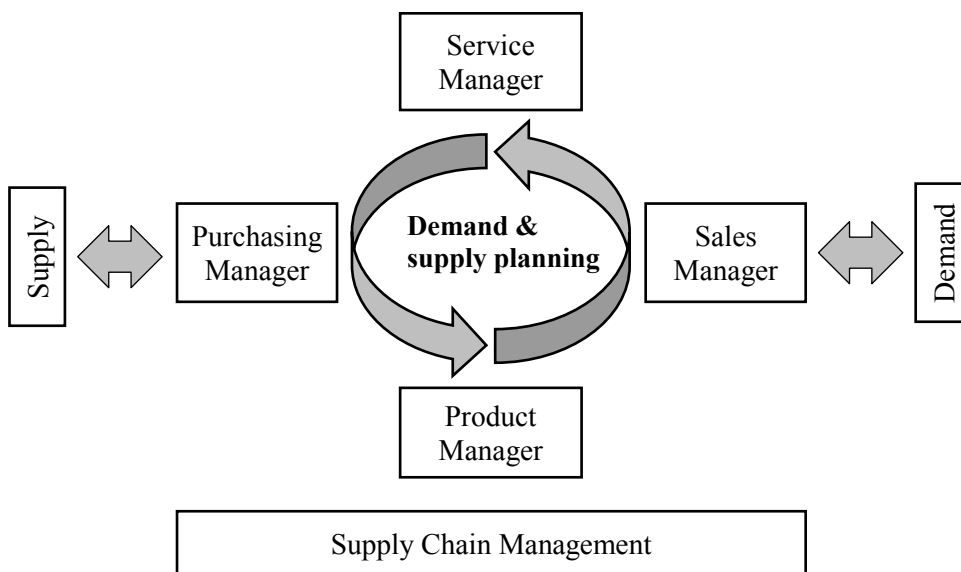 Service
Manager
Supply
Purchasing
Manager
Demand &
supply planning
Sales
Manager
Demand
Product
Manager
Supply Chain Management